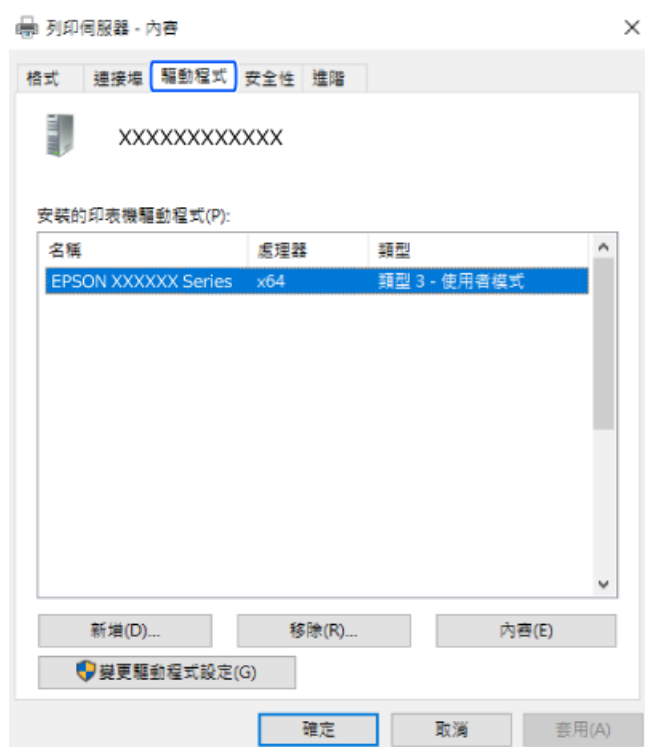 列印伺服器 - 內容
格式 連接埠 驅動程式 安全性 進階
XXXXXXXXXXXX
安裝的印表機驅動程式(P):
名稱 處理器 類型
EPSON XXXXXX Series x64 類型 3 - 使用者模式
新增(D)... 移除(R)... 內容(E)
變更驅動程式設定(G)
確定 取消 套用(A)